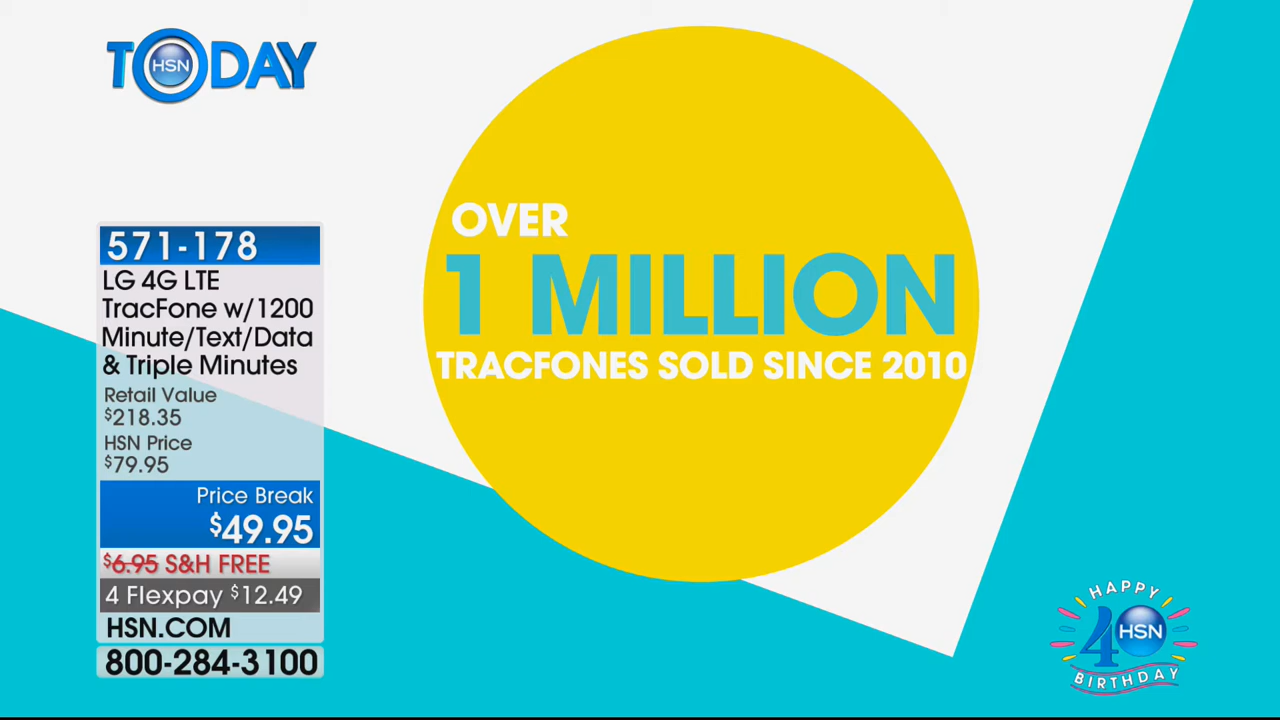 TODAY
HSN
571-178
LG 4G LTE
TracFone w/1200
Minute/Text/Data
& Triple Minutes
Retail Value
$218.35
HSN Price
$79.95
Price Break
$49.95
$6.95 S&H FREE
4 Flexpay $12.49
HSN.COM
800-284-3100
OVER
1 MILLION
TRACFONES SOLD SINCE 2010
HAPPY
40 HSN
BIRTHDAY